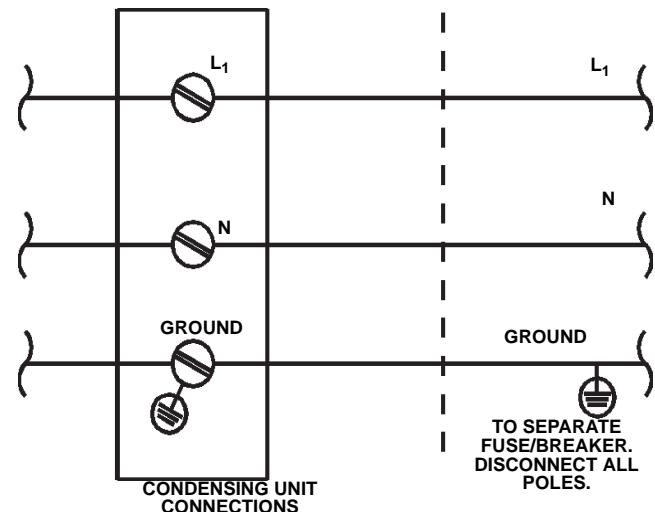 L1
L1
N
N
GROUND
GROUND
TO SEPARATE
FUSE/BREAKER.
DISCONNECT ALL
POLES.
CONDENSING UNIT
CONNECTIONS